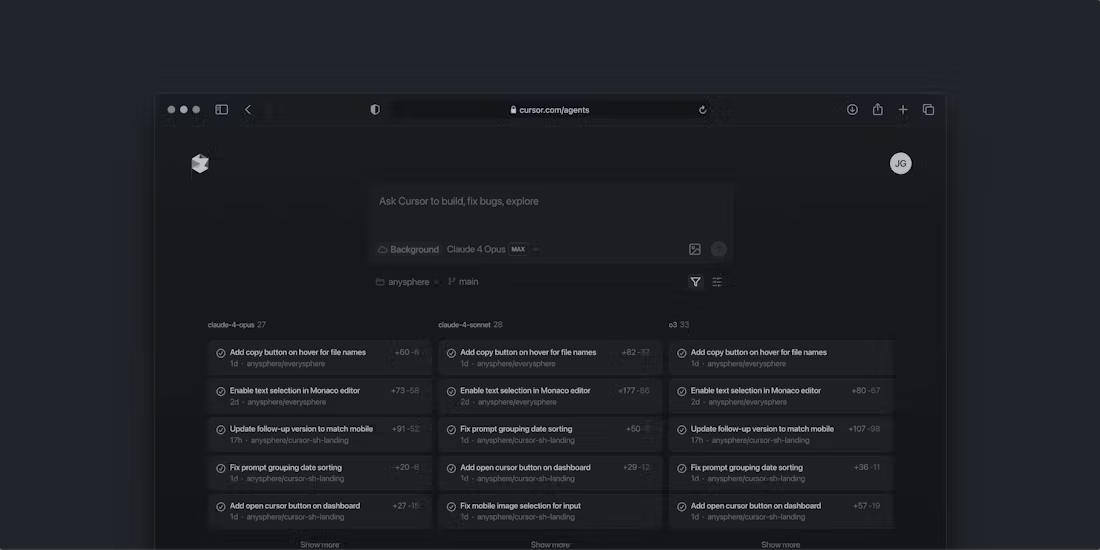 cursor.com/agents
JG
Ask Cursor to build, fix bugs, explore
Background Claude 4 Opus MAX
anysphere main
claude-4-opus 27
Add copy button on hover for file names +60 -6
1d · anysphere/everysphere
Enable text selection in Monaco editor +73 -58
2d · anysphere/everysphere
Update follow-up version to match mobile +91 -52
17h · anysphere/cursor-sh-landing
Fix prompt grouping date sorting +20 -6
1d · anysphere/cursor-sh-landing
Add open cursor button on dashboard +27 -15
1d · anysphere/cursor-sh-landing
Show more
claude-4-sonnet 28
Add copy button on hover for file names +82 -37
1d · anysphere/everysphere
Enable text selection in Monaco editor +177 -86
2d · anysphere/everysphere
Fix prompt grouping date sorting +50
1d · anysphere/cursor-sh-landing
Add open cursor button on dashboard +29 -12
1d · anysphere/cursor-sh-landing
Fix mobile image selection for input
1d · anysphere/cursor-sh-landing
Show more
o3 33
Add copy button on hover for file names
1d · anysphere/everysphere
Enable text selection in Monaco editor +80 -67
2d · anysphere/everysphere
Update follow-up version to match mobile +107 -98
17h · anysphere/cursor-sh-landing
Fix prompt grouping date sorting +36 -11
1d · anysphere/cursor-sh-landing
Add open cursor button on dashboard +57 -19
1d · anysphere/cursor-sh-landing
Show more